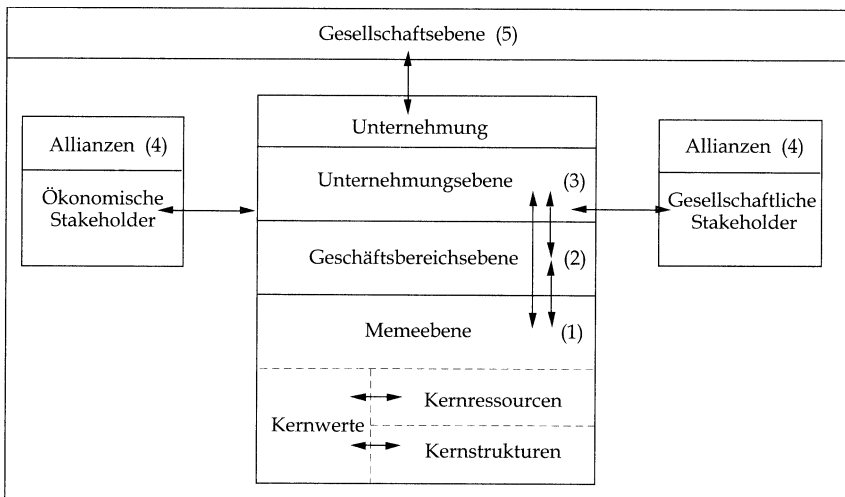 Gesellschaftsebene (5)
Unternehmung
Allianzen (4)
Ökonomische
Stakeholder
Unternehmungsebene (3)
Allianzen (4)
Gesellschaftliche
Stakeholder
Geschäftsbereichsebene (2)
Memeebene (1)
Kernwerte
Kernressourcen
Kernstrukturen